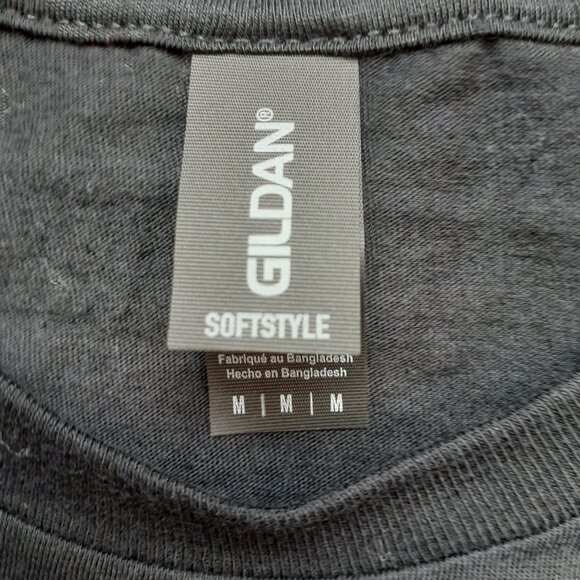 GILDAN®
SOFTSTYLE
Fabriqué au Bangladesh
Hecho en Bangladesh
M | M | M